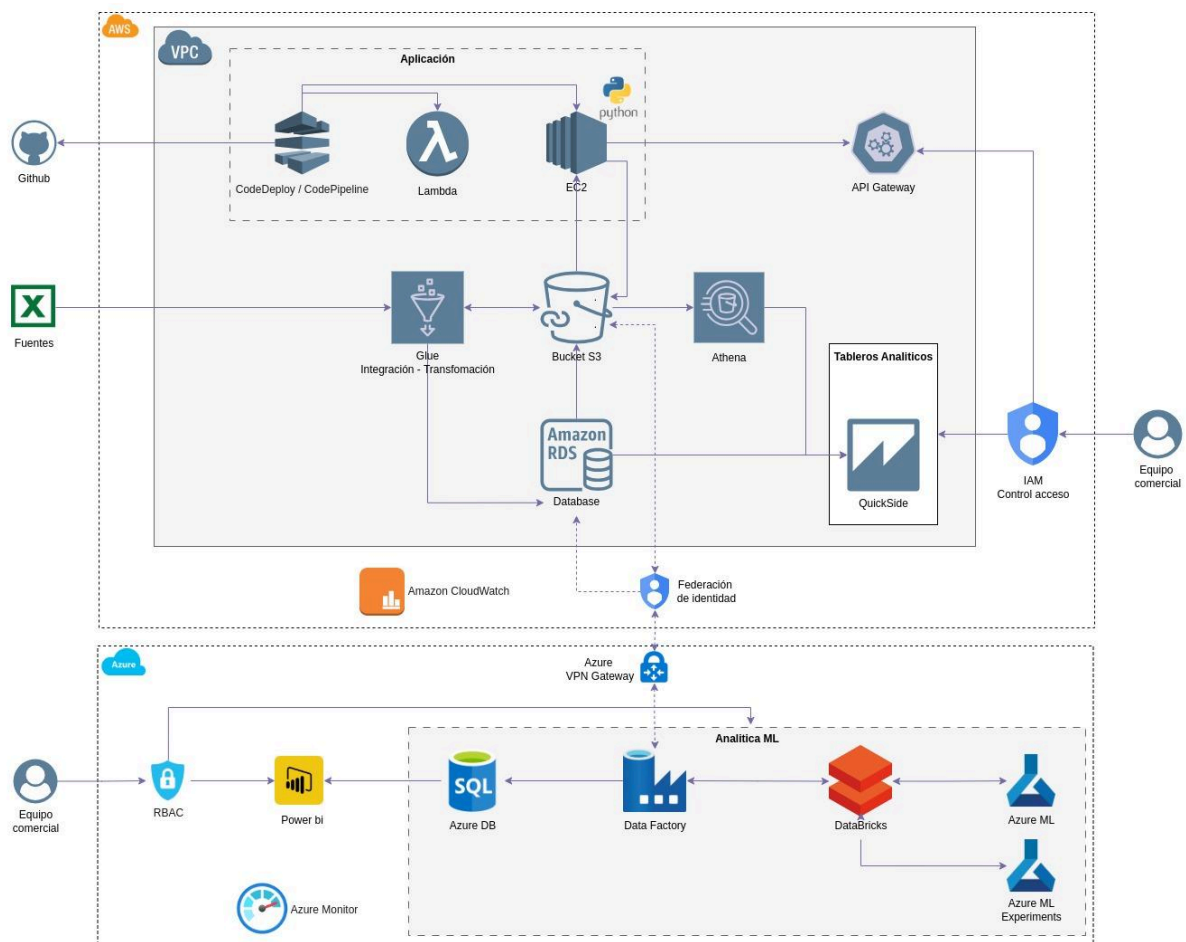 AWS
VPC
Aplicación
python
Github
CodeDeploy / CodePipeline
Lambda
EC2
API Gateway
Fuentes
Glue
Integración - Transfomación
Bucket S3
Athena
Tableros Analiticos
Amazon
RDS
Database
QuickSide
IAM
Control acceso
Equipo
comercial
Amazon CloudWatch
Federación
de identidad
Azure
Azure
VPN Gateway
Analitica ML
Equipo
comercial
RBAC
Power bi
SQL
Azure DB
Data Factory
DataBricks
Azure ML
Azure ML
Experiments
Azure Monitor